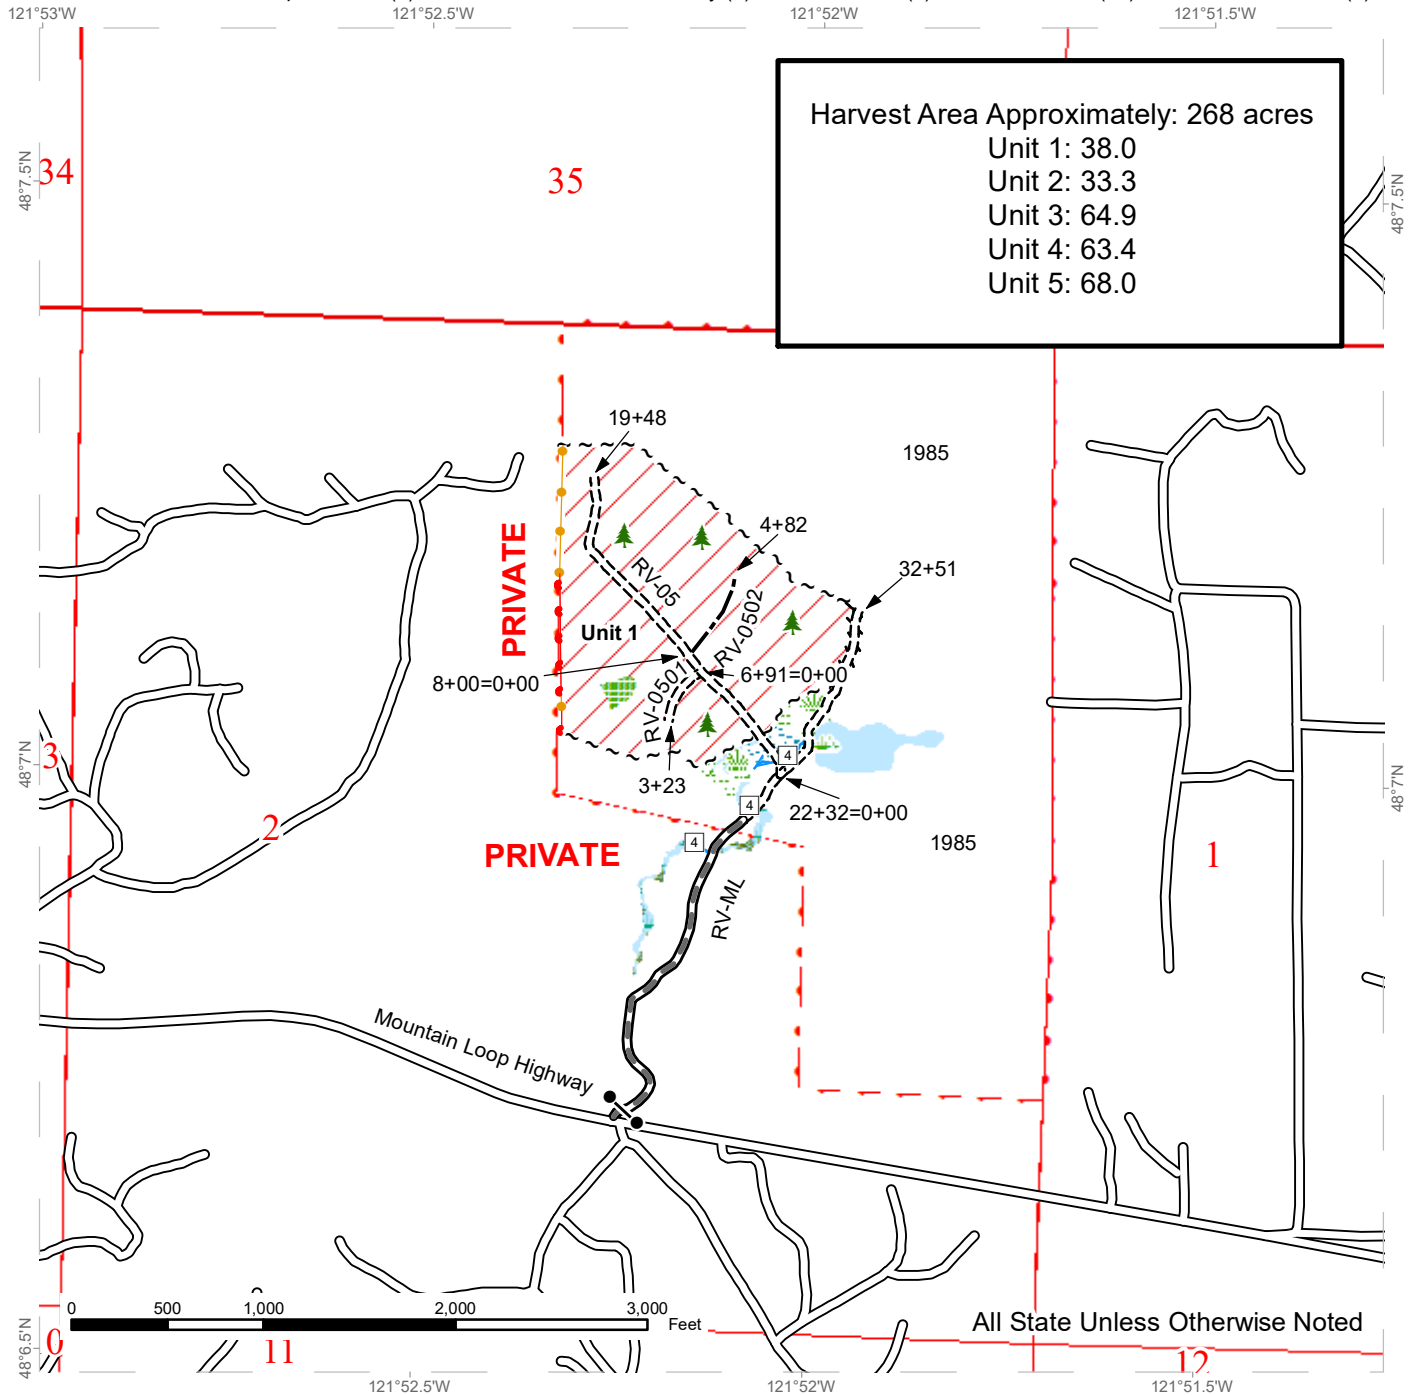 121°53'W
121°52.5'W
121°52'W
121°51.5'W
Harvest Area Approximately: 268 acres
Unit 1: 38.0
Unit 2: 33.3
Unit 3: 64.9
Unit 4: 63.4
Unit 5: 68.0
48°7.5'N
34
35
48°7.5'N
19+48
1985
4+82
32+51
PRIVATE
RV-05
RV-0502
Unit 1
8+00=0+00
RV-0501
6+91=0+00
3
48°7'N
4
3+23
4
22+32=0+00
48°7'N
2
4
1985
1
PRIVATE
RV-ML
Mountain Loop Highway
0
500
1,000
2,000
3,000
Feet
All State Unless Otherwise Noted
48°6.5'N
0
11
12
121°52.5'W
121°52'W
121°51.5'W